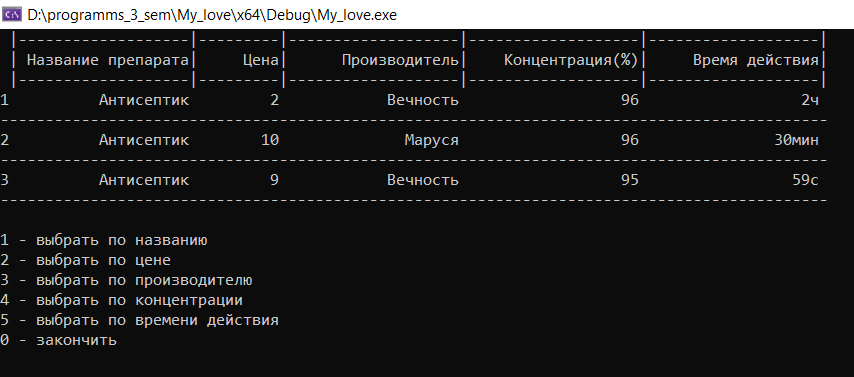 D:\programms_3_sem\My_love\x64\Debug\My_love.exe
|-------------------|---------|-------------------|-------------------|-------------------|
| Название препарата|     Цена|      Производитель|   Концентрация(%)|     Время действия|
|-------------------|---------|-------------------|-------------------|-------------------|
1          Антисептик         2            Вечность                  96                  2ч
--------------------------------------------------------------------------------------------
2          Антисептик        10              Маруся                  96               30мин
--------------------------------------------------------------------------------------------
3          Антисептик         9            Вечность                  95                 59с
--------------------------------------------------------------------------------------------
1 - выбрать по названию
2 - выбрать по цене
3 - выбрать по производителю
4 - выбрать по концентрации
5 - выбрать по времени действия
0 - закончить